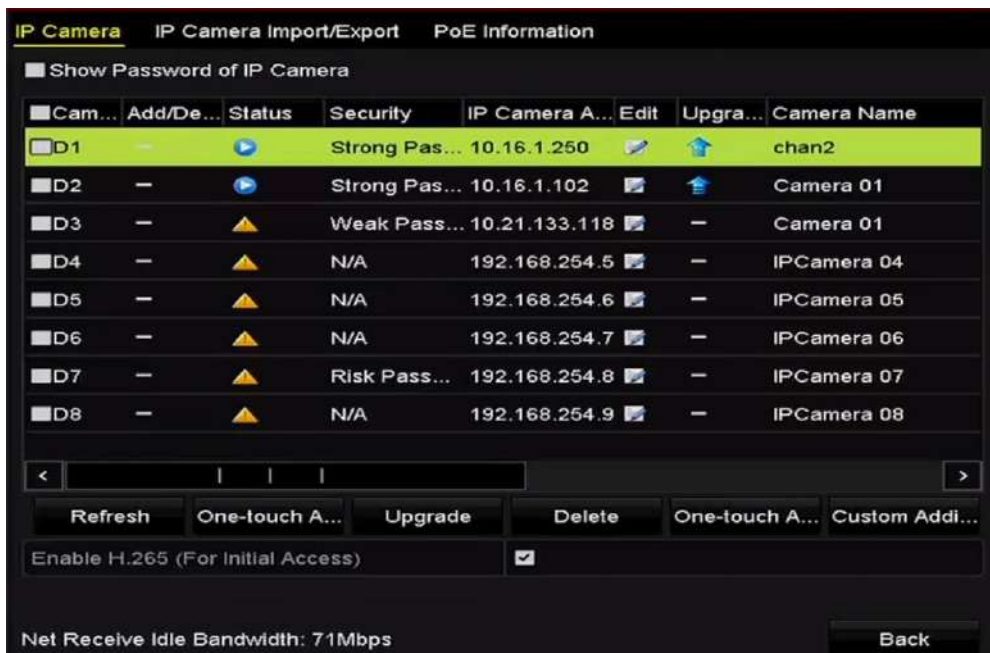 IP Camera IP Camera Import/Export PoE Information
Show Password of IP Camera
Cam... Add/De... Status Security IP Camera A... Edit Upgra... Camera Name
D1 — Strong Pas... 10.16.1.250 chan2
D2 — Strong Pas... 10.16.1.102 Camera 01
D3 — Weak Pass... 10.21.133.118 — Camera 01
D4 — N/A 192.168.254.5 — IPCamera 04
D5 — N/A 192.168.254.6 — IPCamera 05
D6 — N/A 192.168.254.7 — IPCamera 06
D7 — Risk Pass... 192.168.254.8 — IPCamera 07
D8 — N/A 192.168.254.9 — IPCamera 08
< >
Refresh One-touch A... Upgrade Delete One-touch A... Custom Addi...
Enable H.265 (For Initial Access)
Net Receive Idle Bandwidth: 71Mbps Back